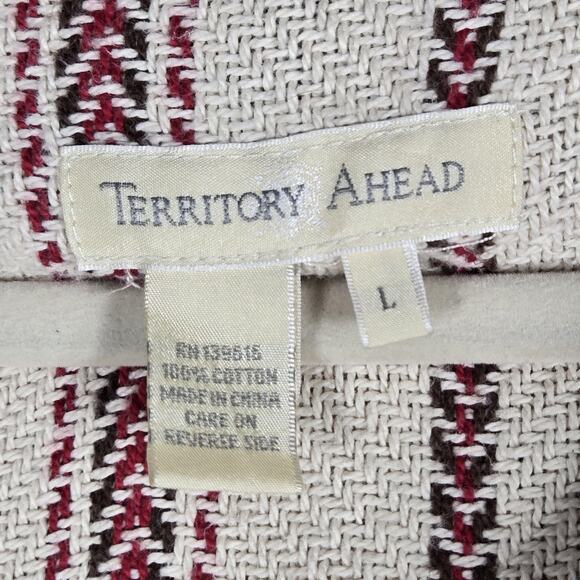 TERRITORY AHEAD
L
RN 139616
100% COTTON
MADE IN CHINA
CARE ON
REVERSE SIDE